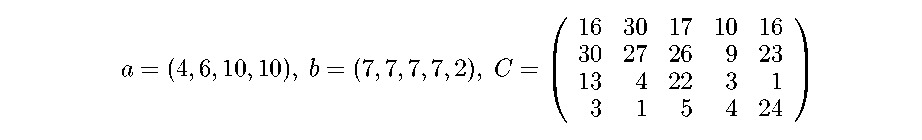 16 30 17 10 16
30 27 26 9 23
a = (4, 6, 10, 10), b = (7, 7, 7, 7, 2), C =
13 4 22 3 1
3 1 5 4 24